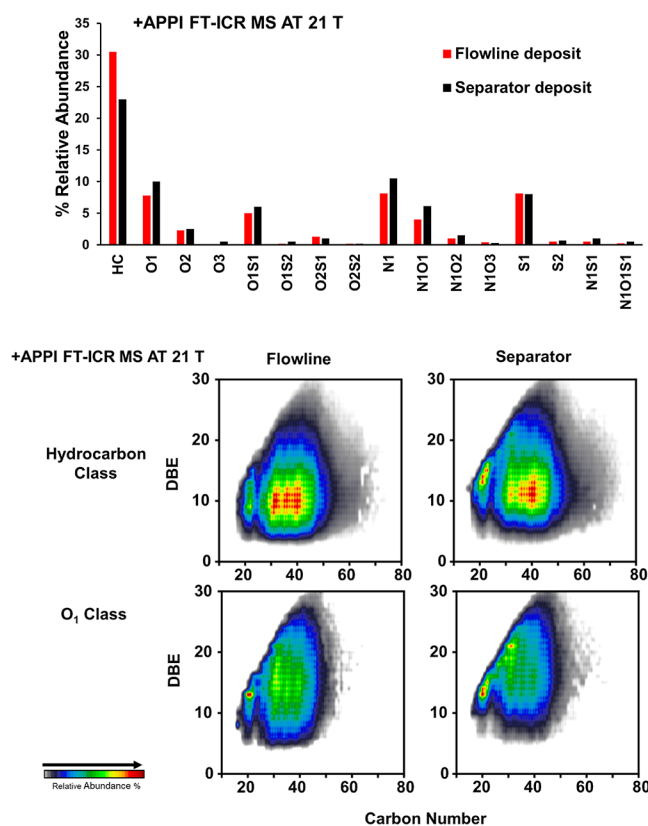 +APPI FT-ICR MS AT 21 T
Flowline deposit
Separator deposit
% Relative Abundance
35
30
25
20
15
10
5
0
HC
O1
O2
O3
O1S1
O1S2
O2S1
O2S2
N1
N1O1
N1O2
N1O3
S1
S2
N1S1
N1O1S1
+APPI FT-ICR MS AT 21 T
Flowline
Separator
Hydrocarbon
Class
DBE
30
20
10
0
20 40 60 80
30
20
10
0
20 40 60 80
O₁ Class
DBE
30
20
10
0
20 40 60 80
30
20
10
0
20 40 60 80
Relative Abundance %
Carbon Number